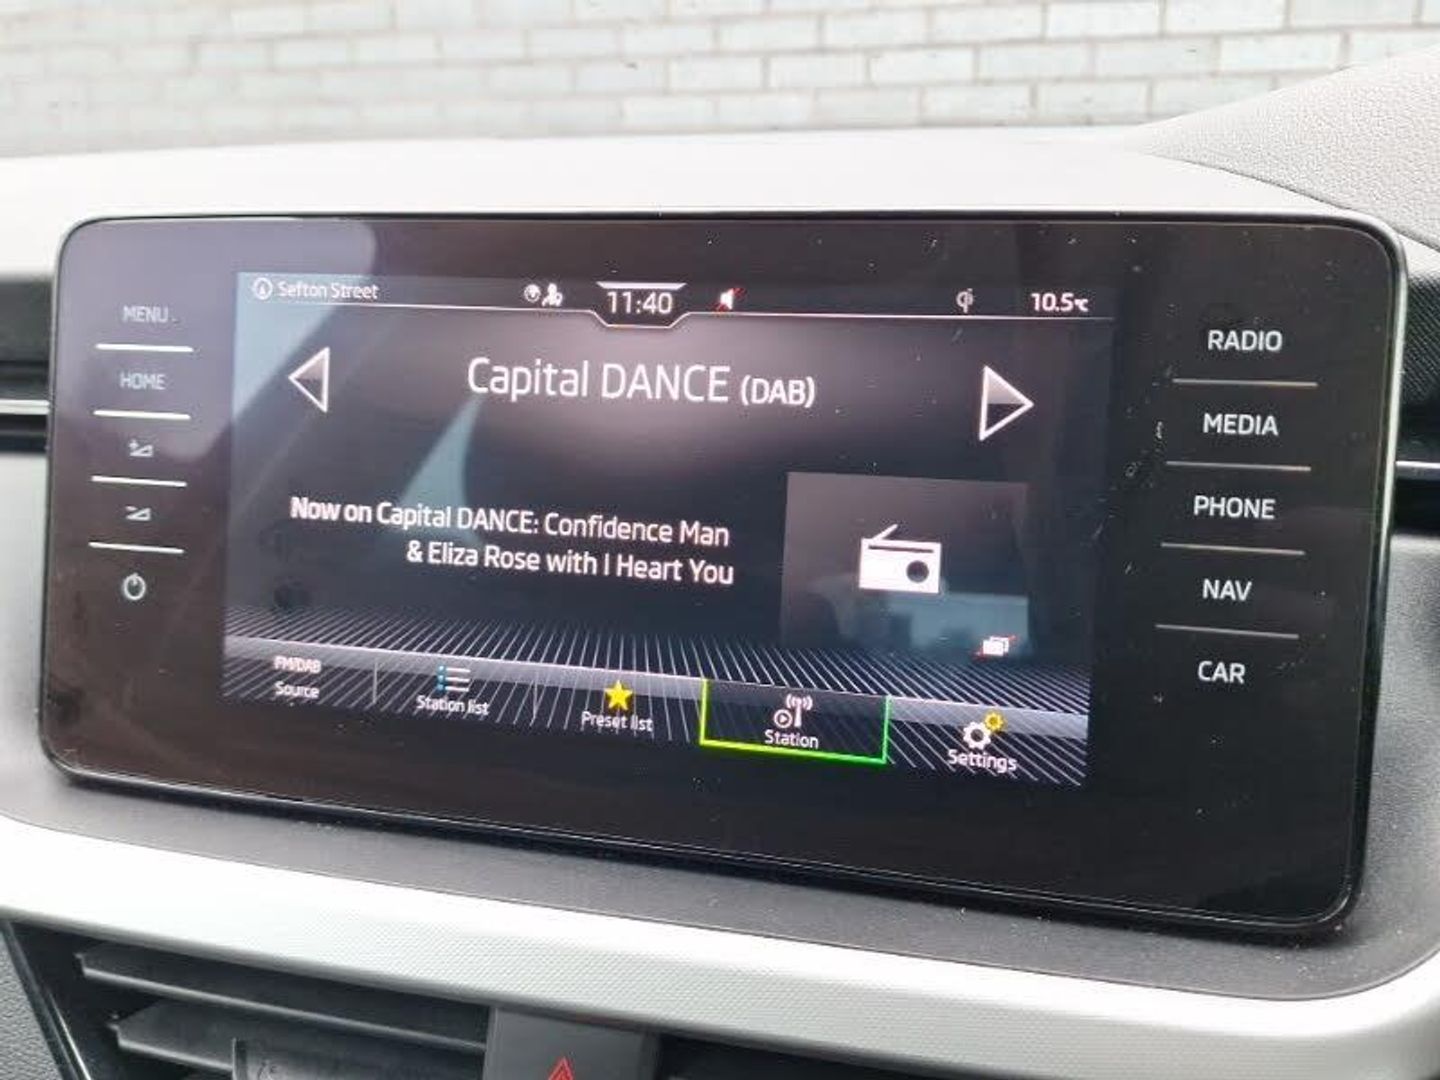 Sefton Street
11:40
10.5°C
MENU
HOME
Capital DANCE (DAB)
Now on Capital DANCE: Confidence Man
& Eliza Rose with I Heart You
FM/DAB
Source
Station list
Preset list
Station
Settings
RADIO
MEDIA
PHONE
NAV
CAR